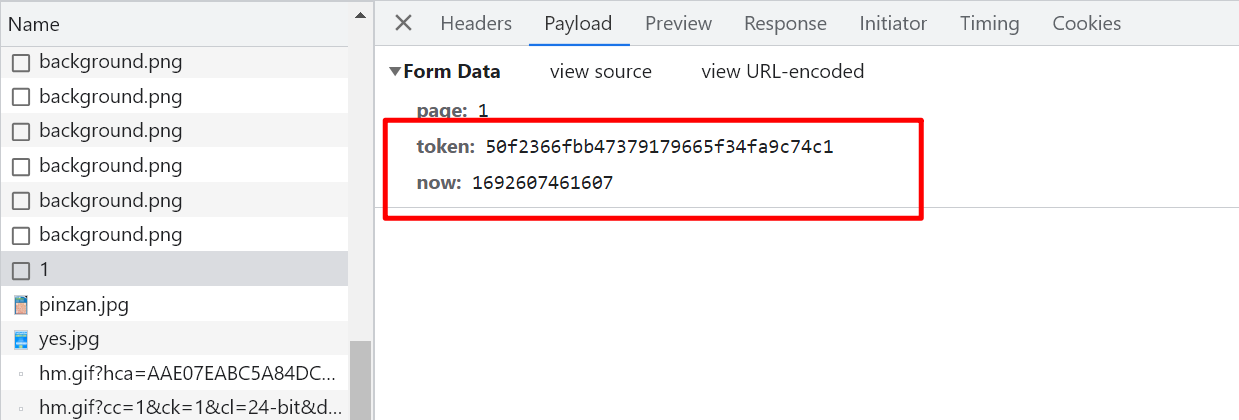 Name
background.png
background.png
background.png
background.png
background.png
background.png
1
pinzan.jpg
yes.jpg
hm.gif?hca=AAE07EABC5A84DC...
hm.gif?cc=1&ck=1&cl=24-bit&d...
Headers Payload Preview Response Initiator Timing Cookies
Form Data view source view URL-encoded
page: 1
token: 50f2366fbb47379179665f34fa9c74c1
now: 1692607461607